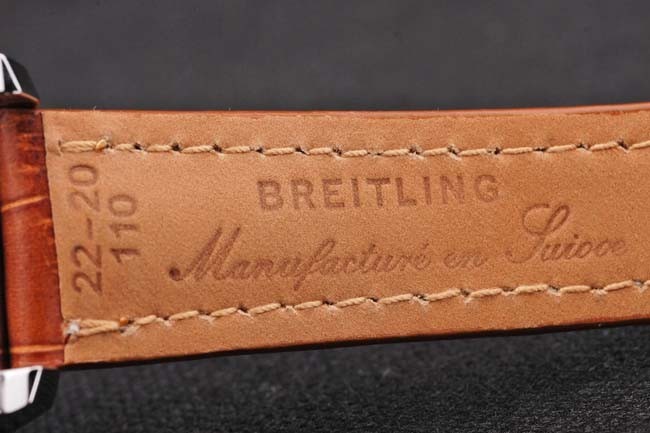 22-20
110
BREITLING
Manufacturé en Suisse